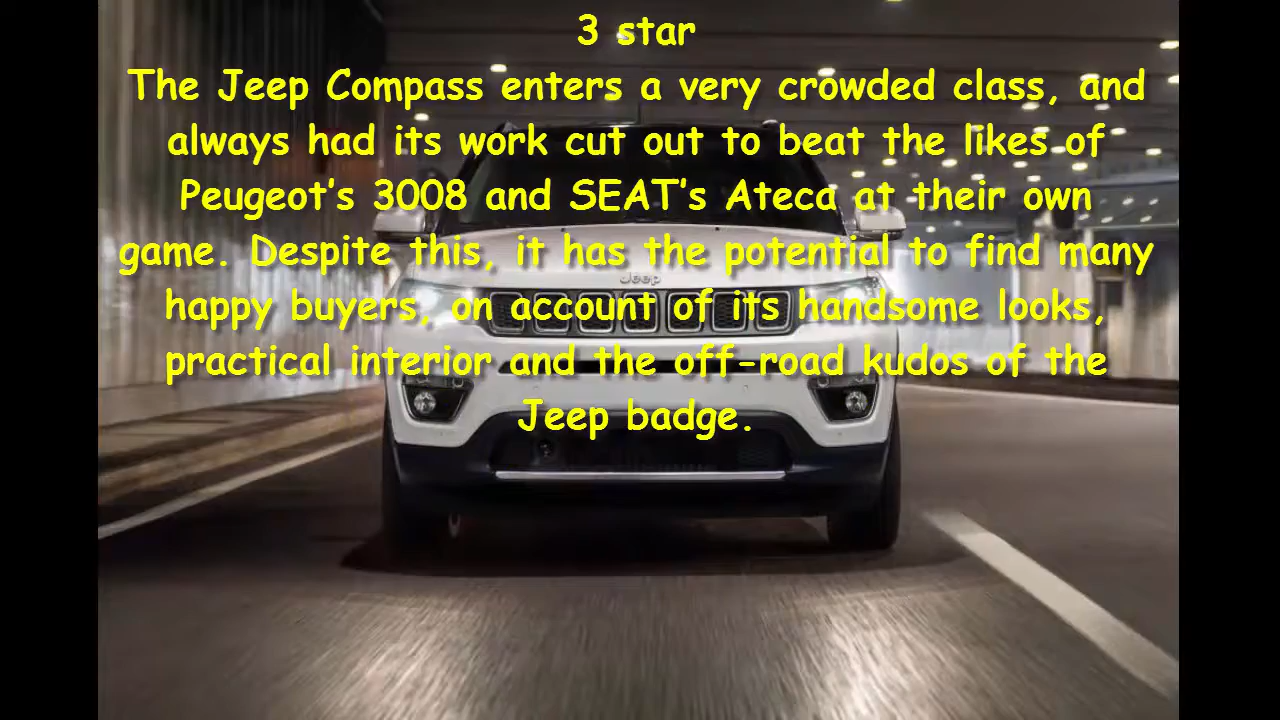 3 star
The Jeep Compass enters a very crowded class, and
always had its work cut out to beat the likes of
Peugeot's 3008 and SEAT's Ateca at their own
game. Despite this, it has the potential to find many
Jeep
happy buyers, on account of its handsome looks,
practical interior and the off-road kudos of the
Jeep badge.